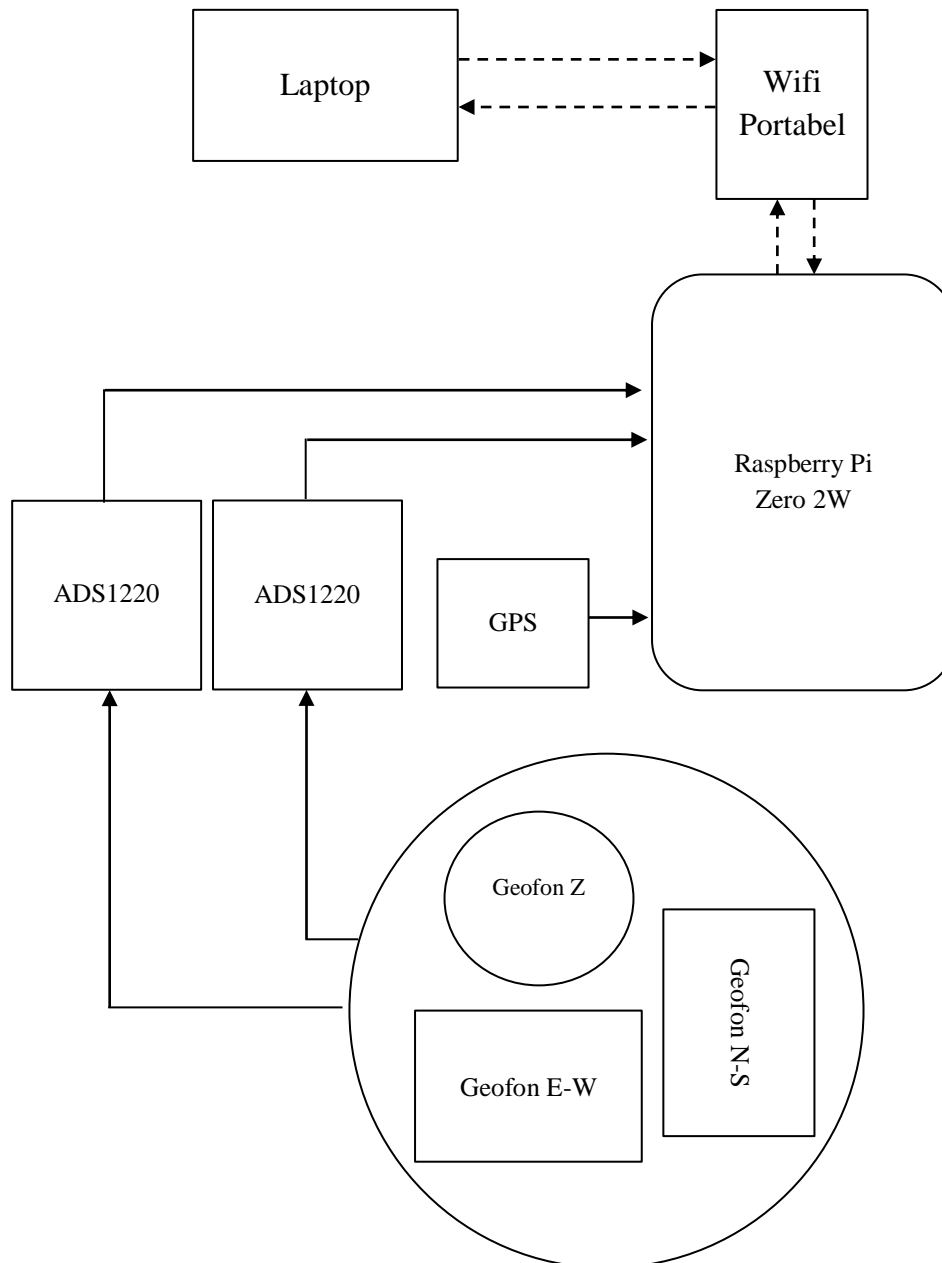 Laptop
Wifi
Portabel
Raspberry Pi
Zero 2W
ADS1220
ADS1220
GPS
Geofon Z
Geofon N-S
Geofon E-W